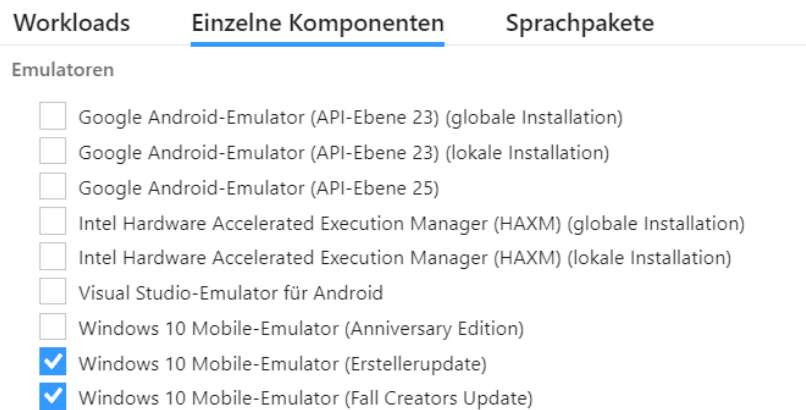 Workloads Einzelne Komponenten Sprachpakete
Emulatoren
Google Android-Emulator (API-Ebene 23) (globale Installation)
Google Android-Emulator (API-Ebene 23) (lokale Installation)
Google Android-Emulator (API-Ebene 25)
Intel Hardware Accelerated Execution Manager (HAXM) (globale Installation)
Intel Hardware Accelerated Execution Manager (HAXM) (lokale Installation)
Visual Studio-Emulator für Android
Windows 10 Mobile-Emulator (Anniversary Edition)
Windows 10 Mobile-Emulator (Erstellerupdate)
Windows 10 Mobile-Emulator (Fall Creators Update)